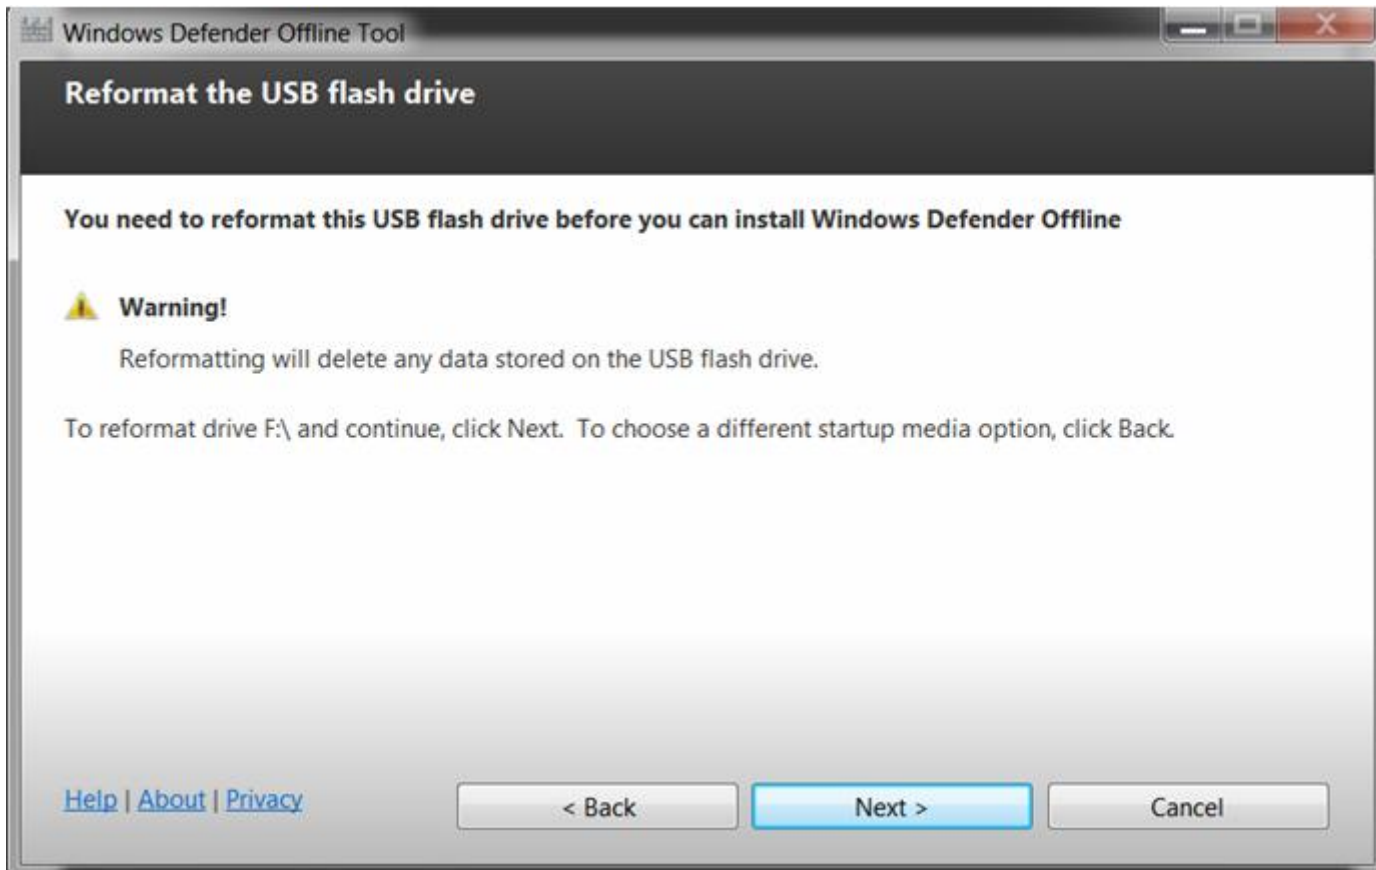 Windows Defender Offline Tool
Reformat the USB flash drive
You need to reformat this USB flash drive before you can install Windows Defender Offline
Warning!
Reformatting will delete any data stored on the USB flash drive.
To reformat drive F:\ and continue, click Next.  To choose a different startup media option, click Back.
Help | About | Privacy
< Back
Next >
Cancel